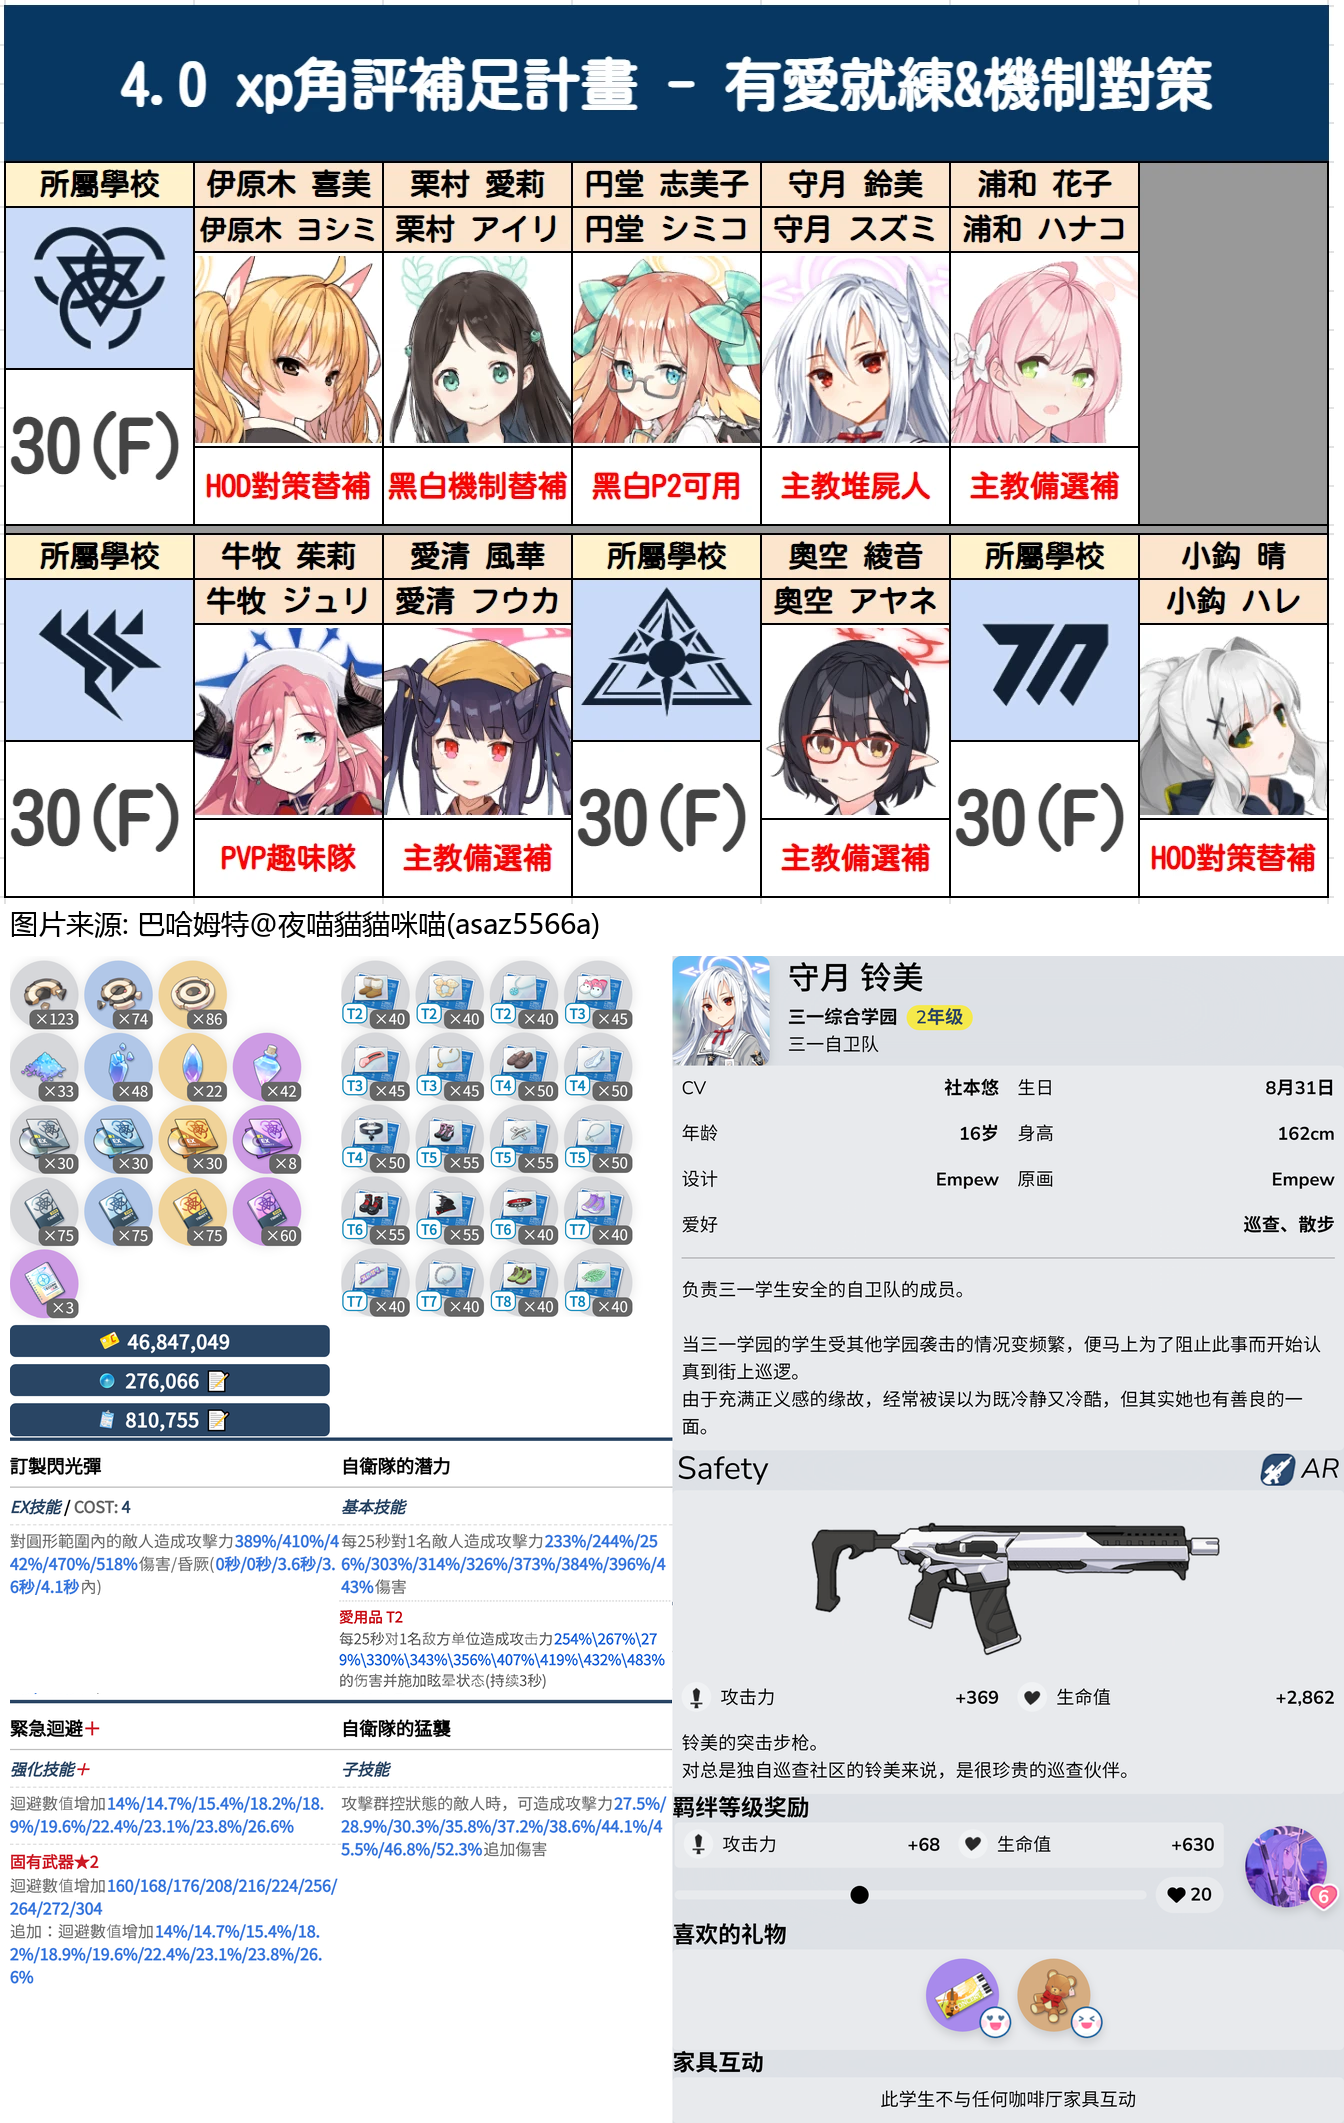 4.0 xp角評補足計畫 - 有愛就練&機制對策
所屬學校
伊原木 喜美
栗村 愛莉
円堂 志美子
守月 鈴美
浦和 花子
伊原木 ヨシミ
栗村 アイリ
円堂 シミコ
守月 スズミ
浦和 ハナコ
30(F)
HOD對策替補
黑白機制替補
黑白P2可用
主教堆屍人
主教備選補
所屬學校
牛牧 茱莉
愛清 風華
所屬學校
奧空 綾音
所屬學校
小鈎 晴
牛牧 ジュリ
愛清 フウカ
奧空 アヤネ
小鈎 ハレ
30(F)
PVP趣味隊
主教備選補
30(F)
主教備選補
30(F)
HOD對策替補
图片来源: 巴哈姆特@夜喵貓貓咪喵(asaz5566a)
×123
×74
×86
×33
×48
×22
×42
×30
×30
×30
×8
×75
×75
×75
×60
×3
46,847,049
276,066
810,755
T2 ×40
T2 ×40
T2 ×40
T3 ×45
T3 ×45
T3 ×45
T4 ×50
T4 ×50
T4 ×50
T5 ×55
T5 ×55
T5 ×50
T6 ×55
T6 ×55
T6 ×40
T7 ×40
T7 ×40
T7 ×40
T8 ×40
T8 ×40
訂製閃光彈
EX技能 / COST: 4
對圓形範圍內的敵人造成攻擊力389%/410%/4
42%/470%/518%傷害/昏厥(0秒/0秒/3.6秒/3.
6秒/4.1秒內)
自衛隊的潛力
基本技能
每25秒對1名敵人造成攻擊力233%/244%/25
6%/303%/314%/326%/373%/384%/396%/4
43%傷害
愛用品 T2
每25秒对1名敌方单位造成攻击力254%\267%\27
9%\330%\343%\356%\407%\419%\432%\483%
的伤害并施加眩晕状态(持续3秒)
緊急迴避+
强化技能+
迴避數值增加14%/14.7%/15.4%/18.2%/18.
9%/19.6%/22.4%/23.1%/23.8%/26.6%
固有武器★2
迴避數值增加160/168/176/208/216/224/256/
264/272/304
追加：迴避數值增加14%/14.7%/15.4%/18.
2%/18.9%/19.6%/22.4%/23.1%/23.8%/26.
6%
自衛隊的猛襲
子技能
攻擊群控狀態的敵人時，可造成攻擊力27.5%/
28.9%/30.3%/35.8%/37.2%/38.6%/44.1%/4
5.5%/46.8%/52.3%追加傷害
守月 铃美
三一综合学园 2年级
三一自卫队
CV 社本悠 生日 8月31日
年龄 16岁 身高 162cm
设计 Empew 原画 Empew
爱好 巡查、散步
负责三一学生安全的自卫队的成员。
当三一学园的学生受其他学园袭击的情况变频繁，便马上为了阻止此事而开始认
真到街上巡逻。
由于充满正义感的缘故，经常被误以为既冷静又冷酷，但其实她也有善良的一
面。
Safety AR
攻击力 +369 生命值 +2,862
铃美的突击步枪。
对总是独自巡查社区的铃美来说，是很珍贵的巡查伙伴。
羁绊等级奖励
攻击力 +68 生命值 +630
20
6
喜欢的礼物
家具互动
此学生不与任何咖啡厅家具互动